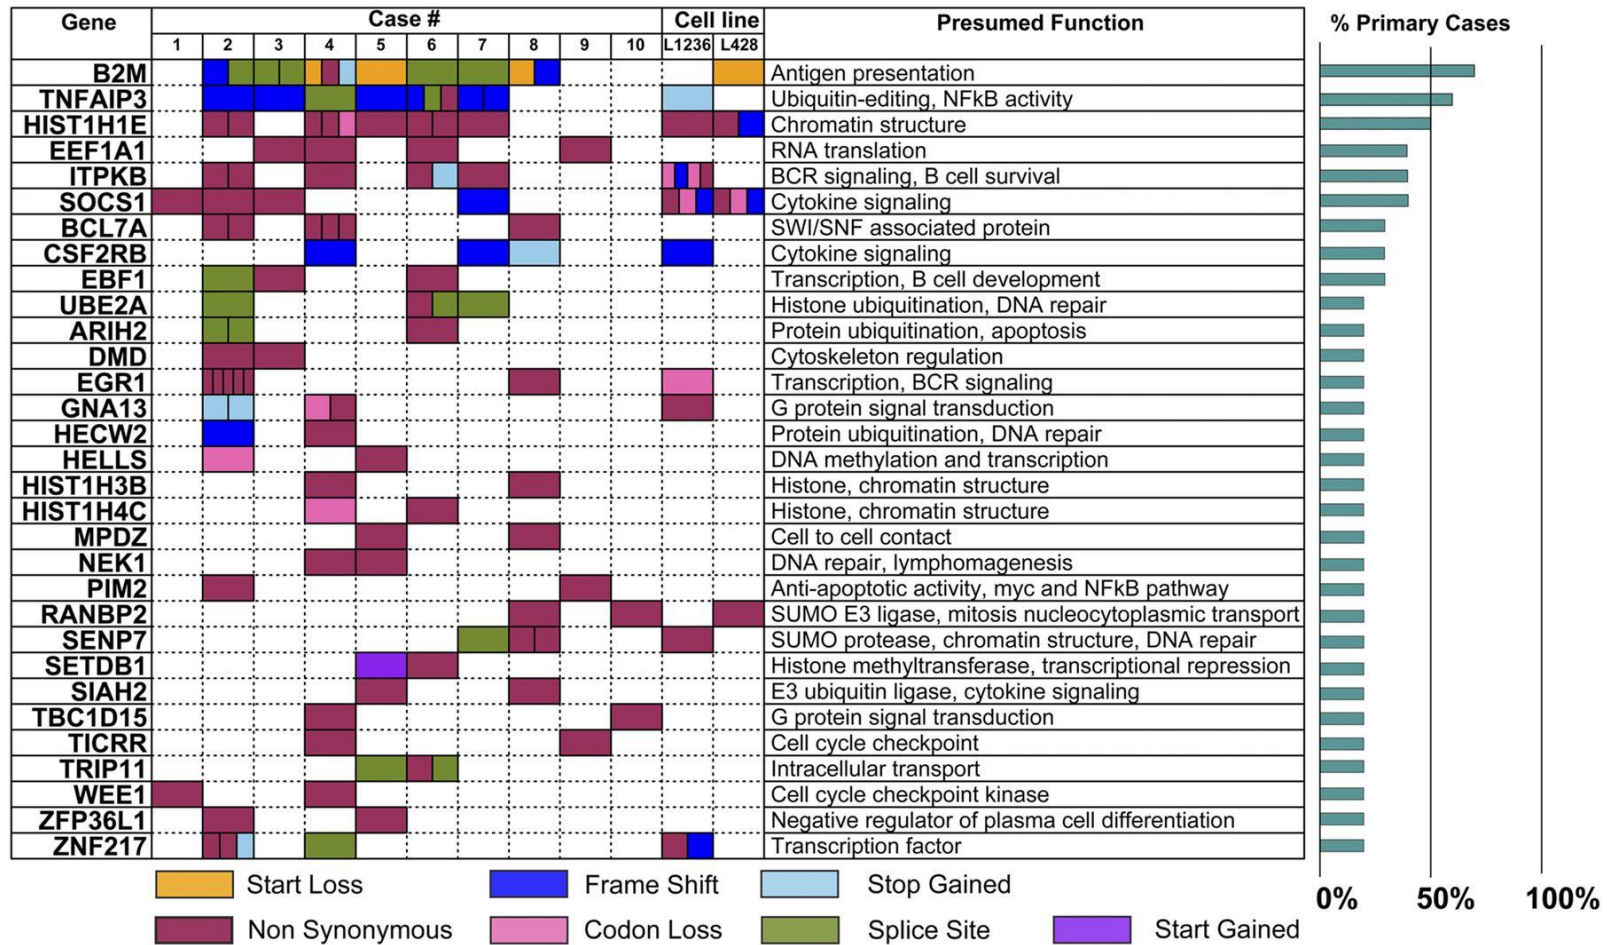 Gene Case # Cell line Presumed Function % Primary Cases
1 2 3 4 5 6 7 8 9 10 L1236 L428
B2M Antigen presentation
TNFAIP3 Ubiquitin-editing, NFkB activity
HIST1H1E Chromatin structure
EEF1A1 RNA translation
ITPKB BCR signaling, B cell survival
SOCS1 Cytokine signaling
BCL7A SWI/SNF associated protein
CSF2RB Cytokine signaling
EBF1 Transcription, B cell development
UBE2A Histone ubiquitination, DNA repair
ARIH2 Protein ubiquitination, apoptosis
DMD Cytoskeleton regulation
EGR1 Transcription, BCR signaling
GNA13 G protein signal transduction
HECW2 Protein ubiquitination, DNA repair
HELLS DNA methylation and transcription
HIST1H3B Histone, chromatin structure
HIST1H4C Histone, chromatin structure
MPDZ Cell to cell contact
NEK1 DNA repair, lymphomagenesis
PIM2 Anti-apoptotic activity, myc and NFkB pathway
RANBP2 SUMO E3 ligase, mitosis nucleocytoplasmic transport
SENP7 SUMO protease, chromatin structure, DNA repair
SETDB1 Histone methyltransferase, transcriptional repression
SIAH2 E3 ubiquitin ligase, cytokine signaling
TBC1D15 G protein signal transduction
TICRR Cell cycle checkpoint
TRIP11 Intracellular transport
WEE1 Cell cycle checkpoint kinase
ZFP36L1 Negative regulator of plasma cell differentiation
ZNF217 Transcription factor
0% 50% 100%
Start Loss Frame Shift Stop Gained
Non Synonymous Codon Loss Splice Site Start Gained